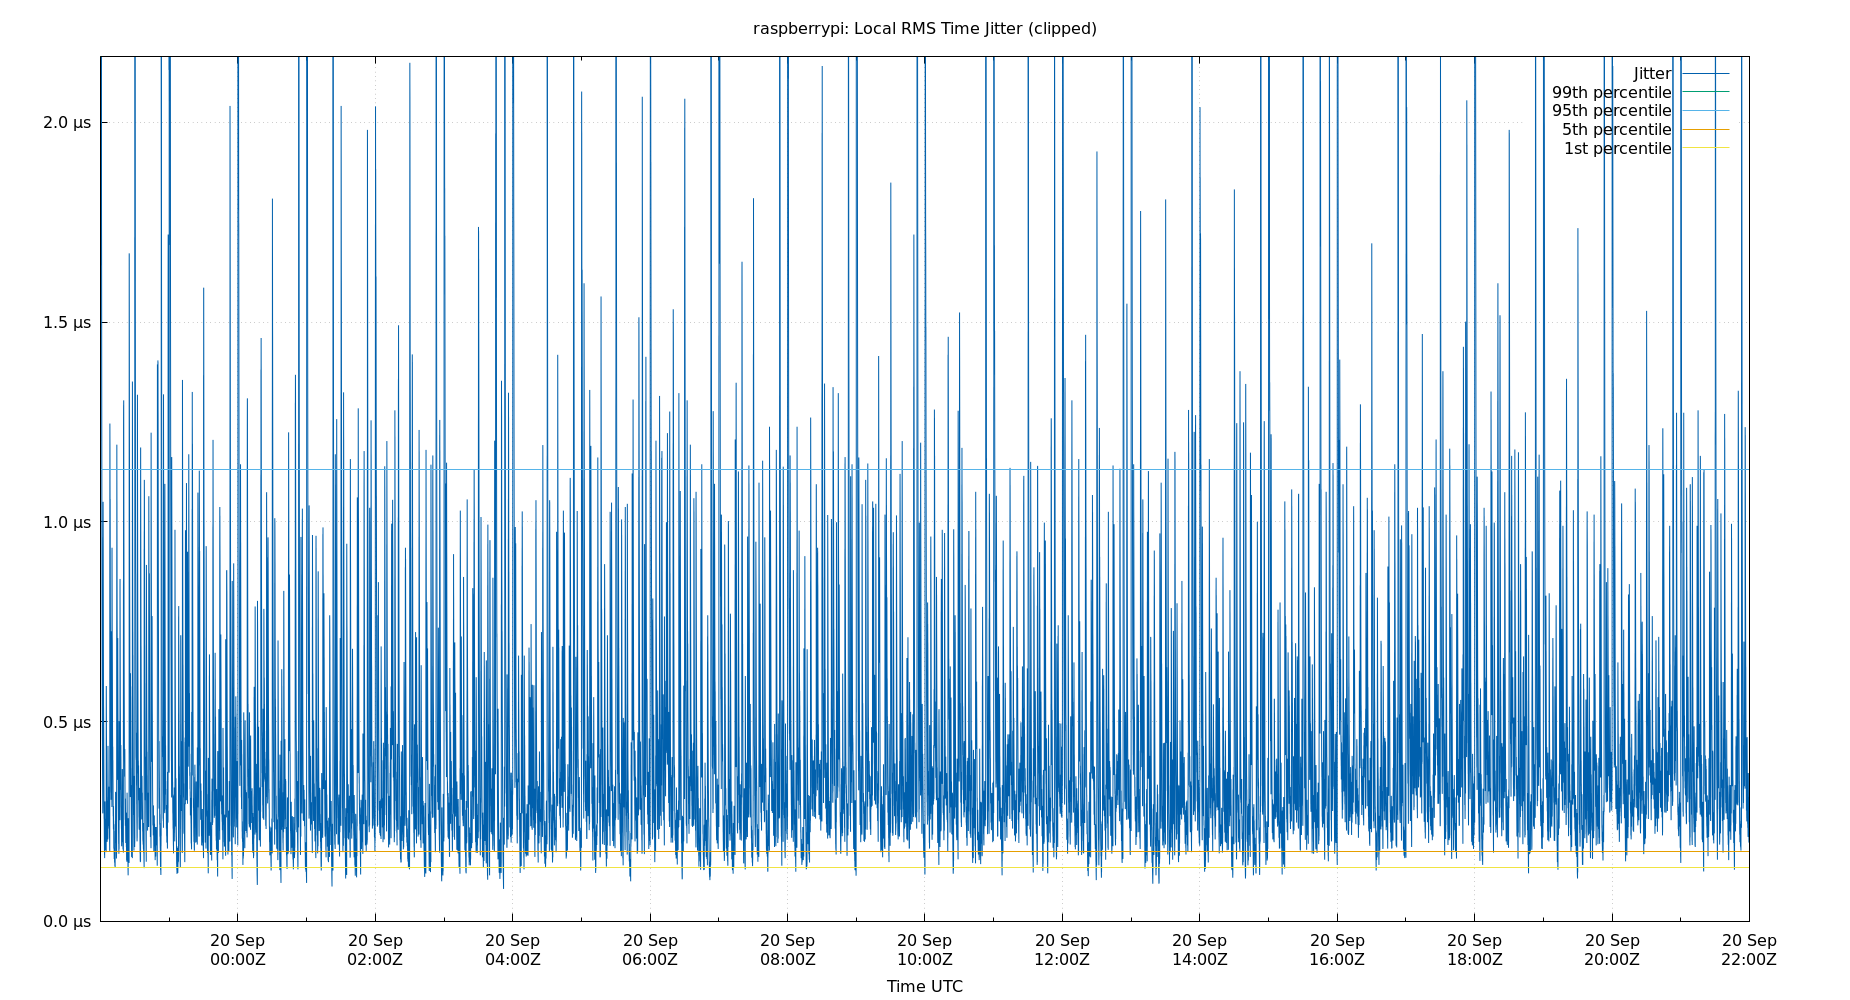 raspberrypi: Local RMS Time Jitter (clipped)
Jitter
99th percentile
95th percentile
5th percentile
1st percentile
2.0 µs
1.5 µs
1.0 µs
0.5 µs
0.0 µs
20 Sep 20 Sep 20 Sep 20 Sep 20 Sep 20 Sep 20 Sep 20 Sep 20 Sep 20 Sep 20 Sep 20 Sep
00:00Z 02:00Z 04:00Z 06:00Z 08:00Z 10:00Z 12:00Z 14:00Z 16:00Z 18:00Z 20:00Z 22:00Z
Time UTC